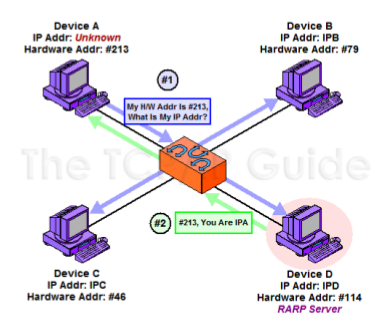 Device A
IP Addr: Unknown
Hardware Addr: #213
Device B
IP Addr: IPB
Hardware Addr: #79
#1
My H/W Addr Is #213,
What Is My IP Addr?
The TC Guide
#2
#213, You Are IPA
Device C
IP Addr: IPC
Hardware Addr: #46
Device D
IP Addr: IPD
Hardware Addr: #114
RARP Server